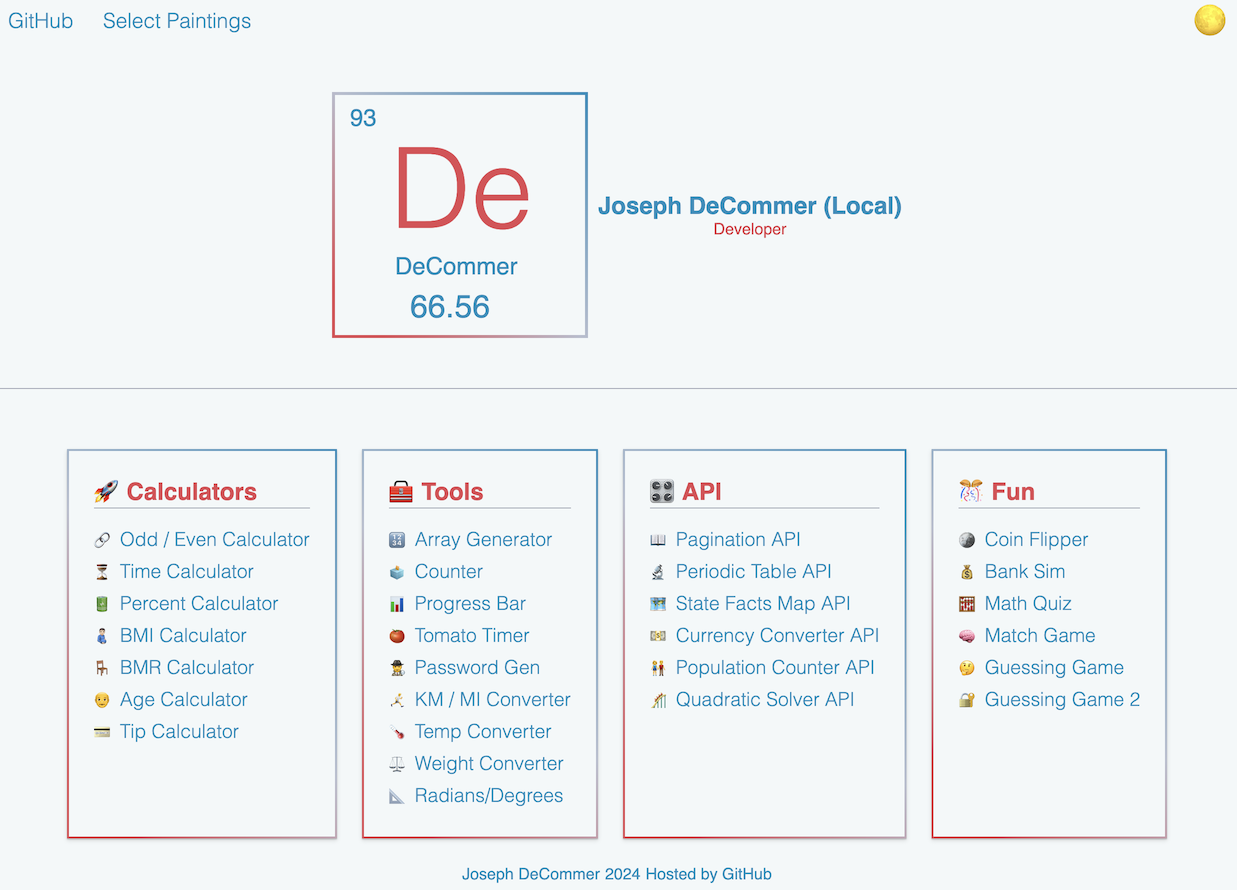 GitHub Select Paintings
93
De
DeCommer
66.56
Joseph DeCommer (Local)
Developer
Calculators
Odd / Even Calculator
Time Calculator
Percent Calculator
BMI Calculator
BMR Calculator
Age Calculator
Tip Calculator
Tools
Array Generator
Counter
Progress Bar
Tomato Timer
Password Gen
KM / MI Converter
Temp Converter
Weight Converter
Radians/Degrees
API
Pagination API
Periodic Table API
State Facts Map API
Currency Converter API
Population Counter API
Quadratic Solver API
Fun
Coin Flipper
Bank Sim
Math Quiz
Match Game
Guessing Game
Guessing Game 2
Joseph DeCommer 2024 Hosted by GitHub